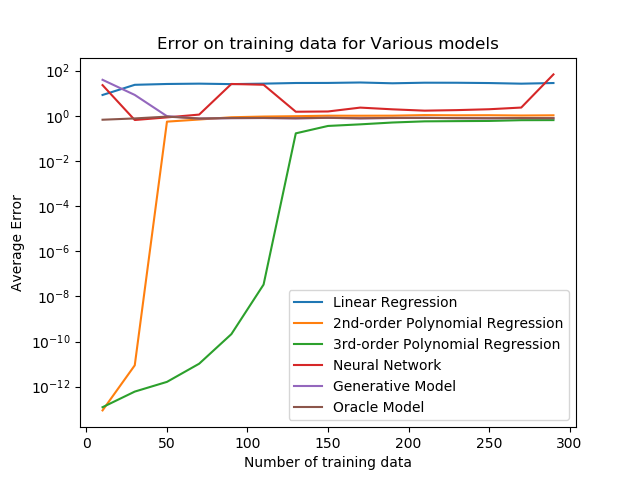 Error on training data for Various models
Average Error
10^2
10^0
10^−2
10^−4
10^−6
10^−8
10^−10
10^−12
Linear Regression
2nd-order Polynomial Regression
3rd-order Polynomial Regression
Neural Network
Generative Model
Oracle Model
0 50 100 150 200 250 300
Number of training data